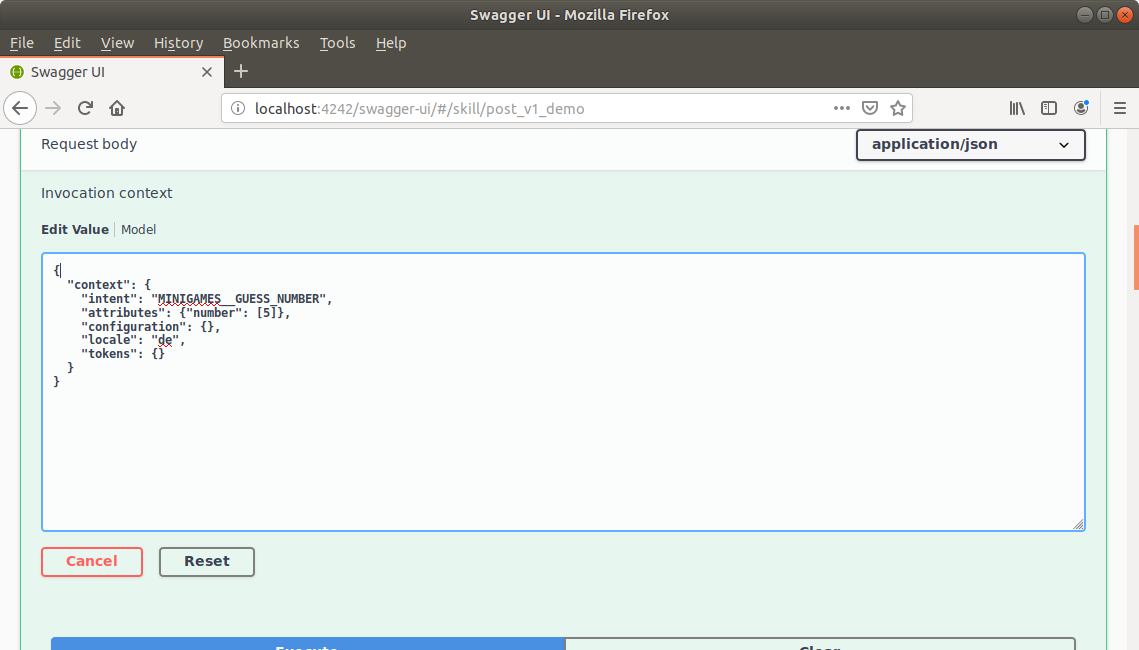 Swagger UI - Mozilla Firefox
File Edit View History Bookmarks Tools Help
Swagger UI
localhost:4242/swagger-ui/#/skill/post_v1_demo
Request body
application/json
Invocation context
Edit Value Model
{
"context": {
"intent": "MINIGAMES__GUESS_NUMBER",
"attributes": {"number": [5]},
"configuration": {},
"locale": "de",
"tokens": {}
}
}
Cancel Reset
Execute Clear